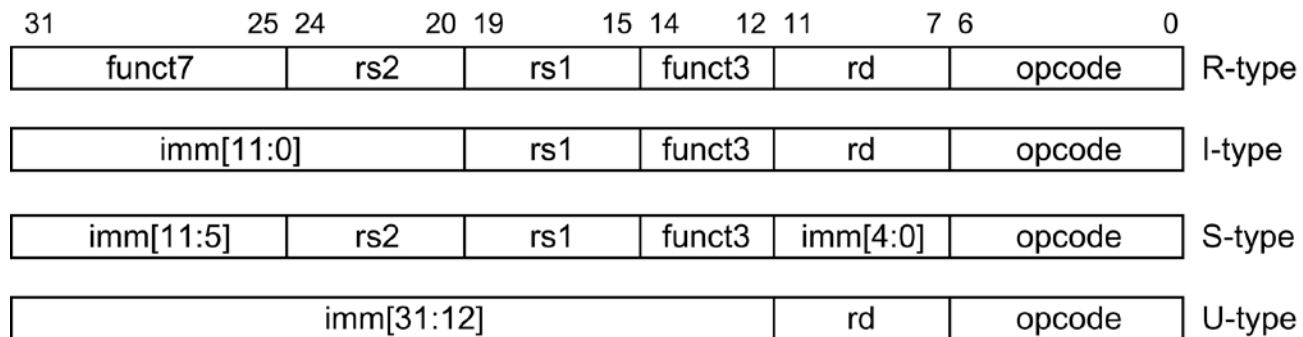 31 25 24 20 19 15 14 12 11 7 6 0
funct7 rs2 rs1 funct3 rd opcode R-type
imm[11:0] rs1 funct3 rd opcode I-type
imm[11:5] rs2 rs1 funct3 imm[4:0] opcode S-type
imm[31:12] rd opcode U-type